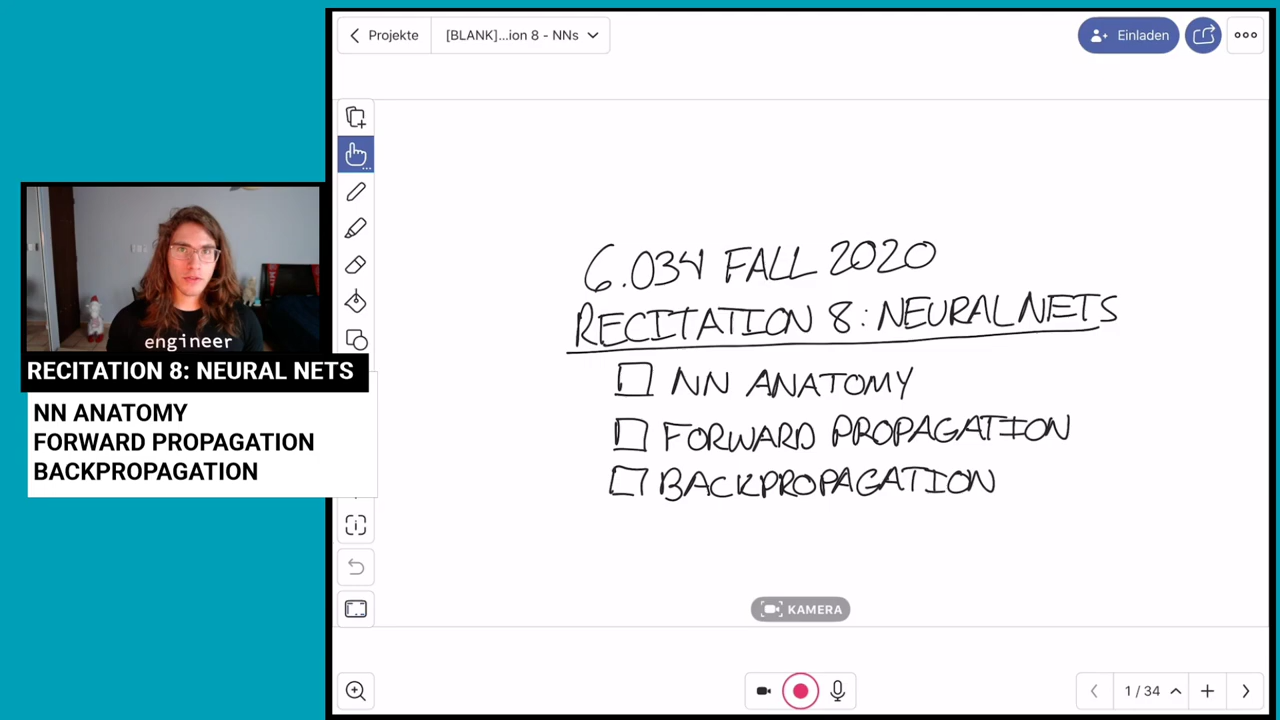 Projekte
[BLANK]...ion 8 - NNs
Einladen
6.034 FALL 2020
RECITATION 8: NEURAL NETS
NN ANATOMY
FORWARD PROPAGATION
BACKPROPAGATION
engineer
RECITATION 8: NEURAL NETS
NN ANATOMY
FORWARD PROPAGATION
BACKPROPAGATION
KAMERA
1 / 34